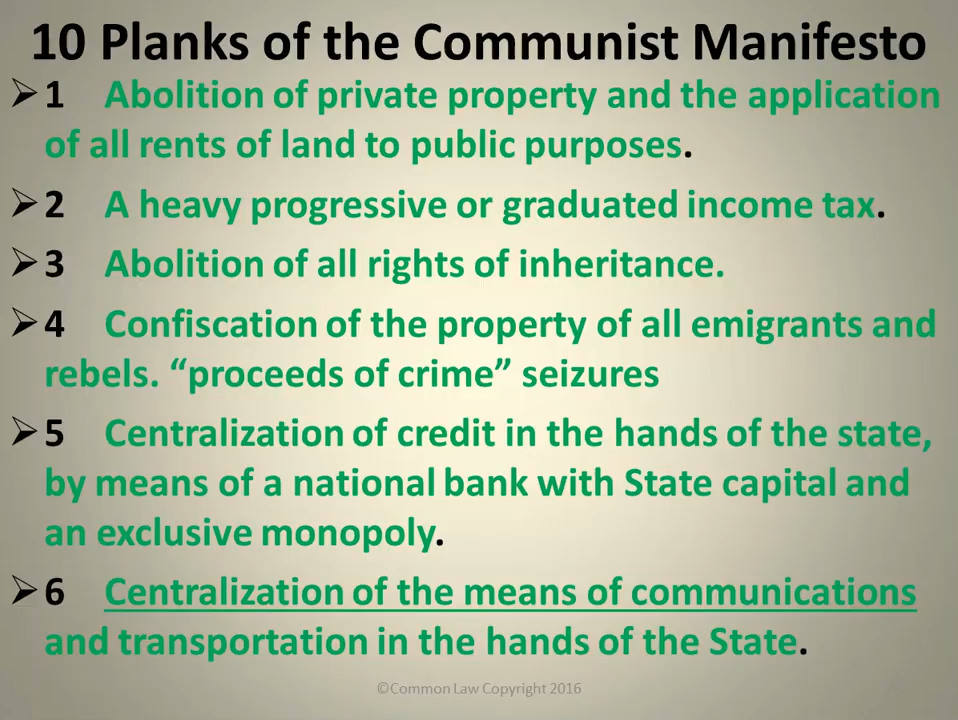 10 Planks of the Communist Manifesto
➢1 Abolition of private property and the application
of all rents of land to public purposes.
➢2 A heavy progressive or graduated income tax.
➢3 Abolition of all rights of inheritance.
➢4 Confiscation of the property of all emigrants and
rebels. “proceeds of crime” seizures
➢5 Centralization of credit in the hands of the state,
by means of a national bank with State capital and
an exclusive monopoly.
➢6 Centralization of the means of communications
and transportation in the hands of the State.
©Common Law Copyright 2016